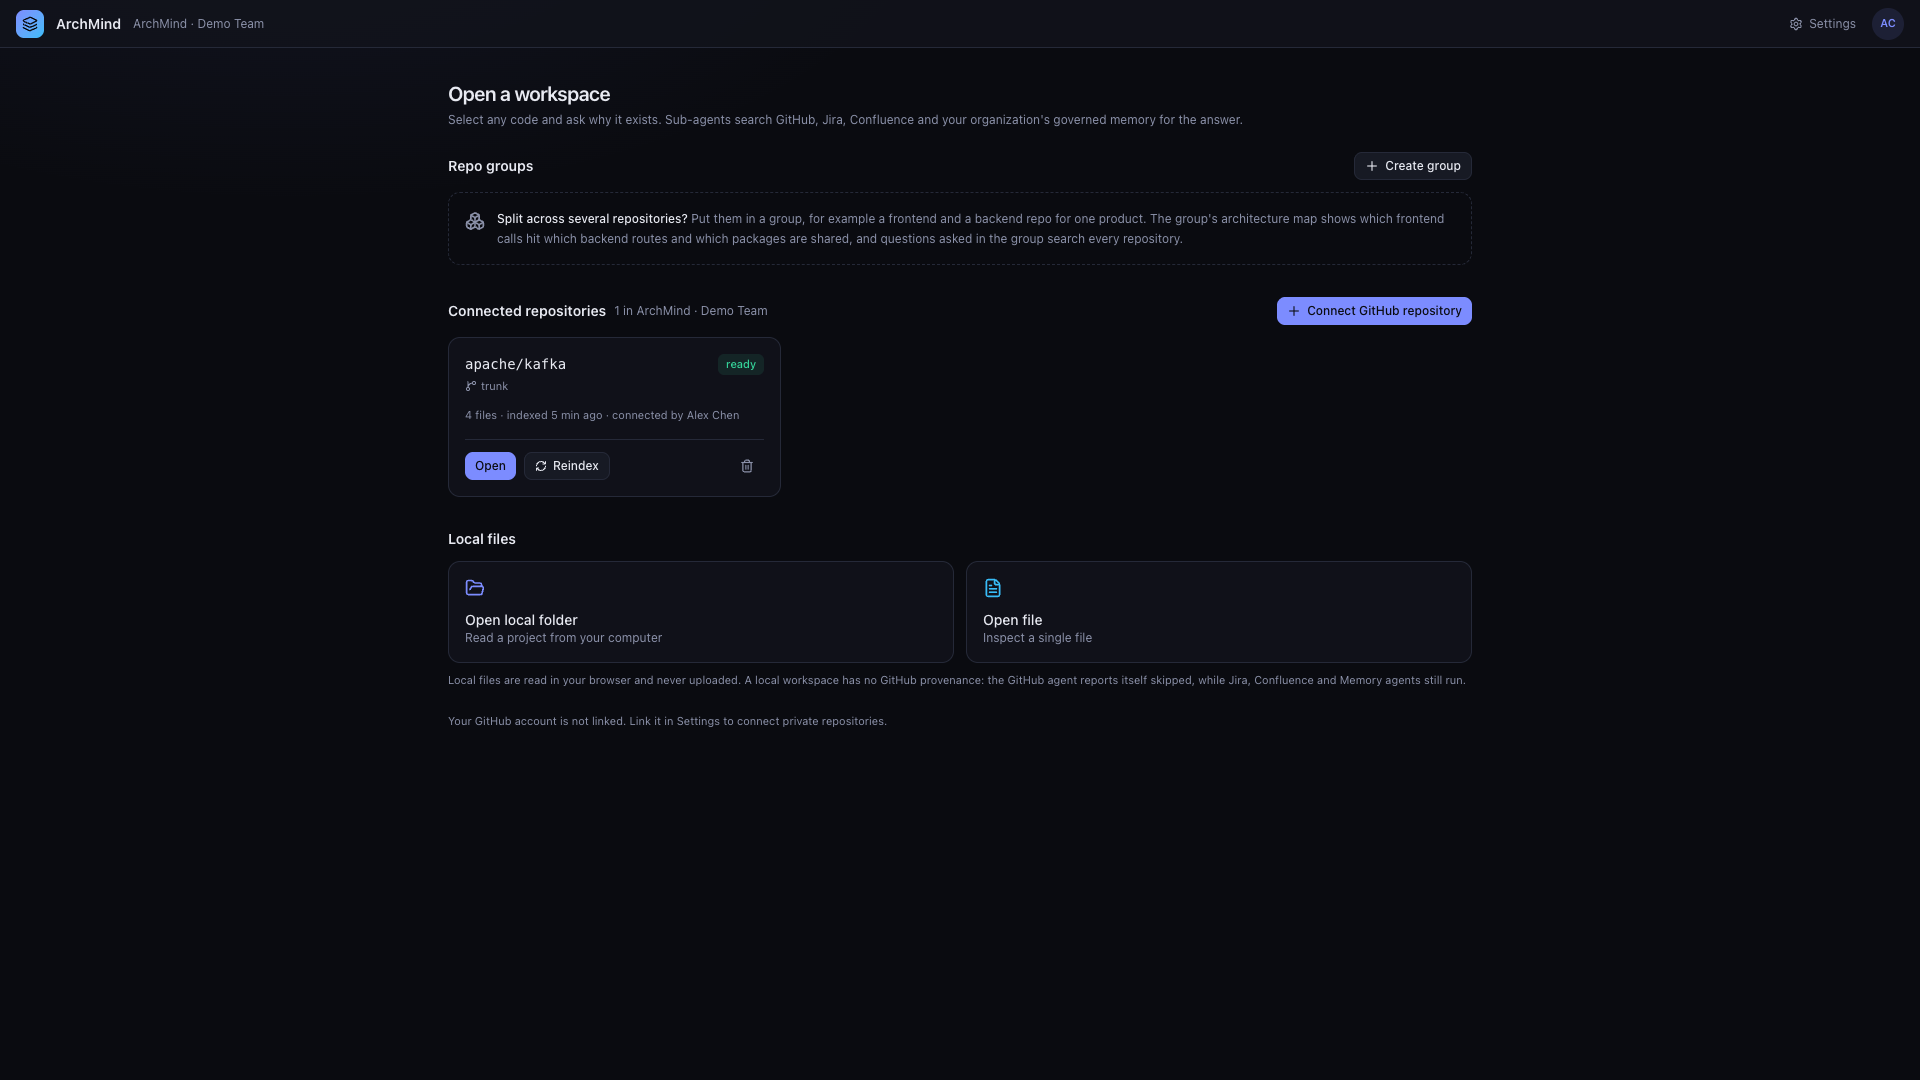 ArchMind ArchMind · Demo Team
Settings
AC
Open a workspace
Select any code and ask why it exists. Sub-agents search GitHub, Jira, Confluence and your organization's governed memory for the answer.
Repo groups
Create group
Split across several repositories? Put them in a group, for example a frontend and a backend repo for one product. The group's architecture map shows which frontend
calls hit which backend routes and which packages are shared, and questions asked in the group search every repository.
Connected repositories 1 in ArchMind · Demo Team
Connect GitHub repository
apache/kafka
ready
trunk
4 files · indexed 5 min ago · connected by Alex Chen
Open
Reindex
Local files
Open local folder
Read a project from your computer
Open file
Inspect a single file
Local files are read in your browser and never uploaded. A local workspace has no GitHub provenance: the GitHub agent reports itself skipped, while Jira, Confluence and Memory agents still run.
Your GitHub account is not linked. Link it in Settings to connect private repositories.